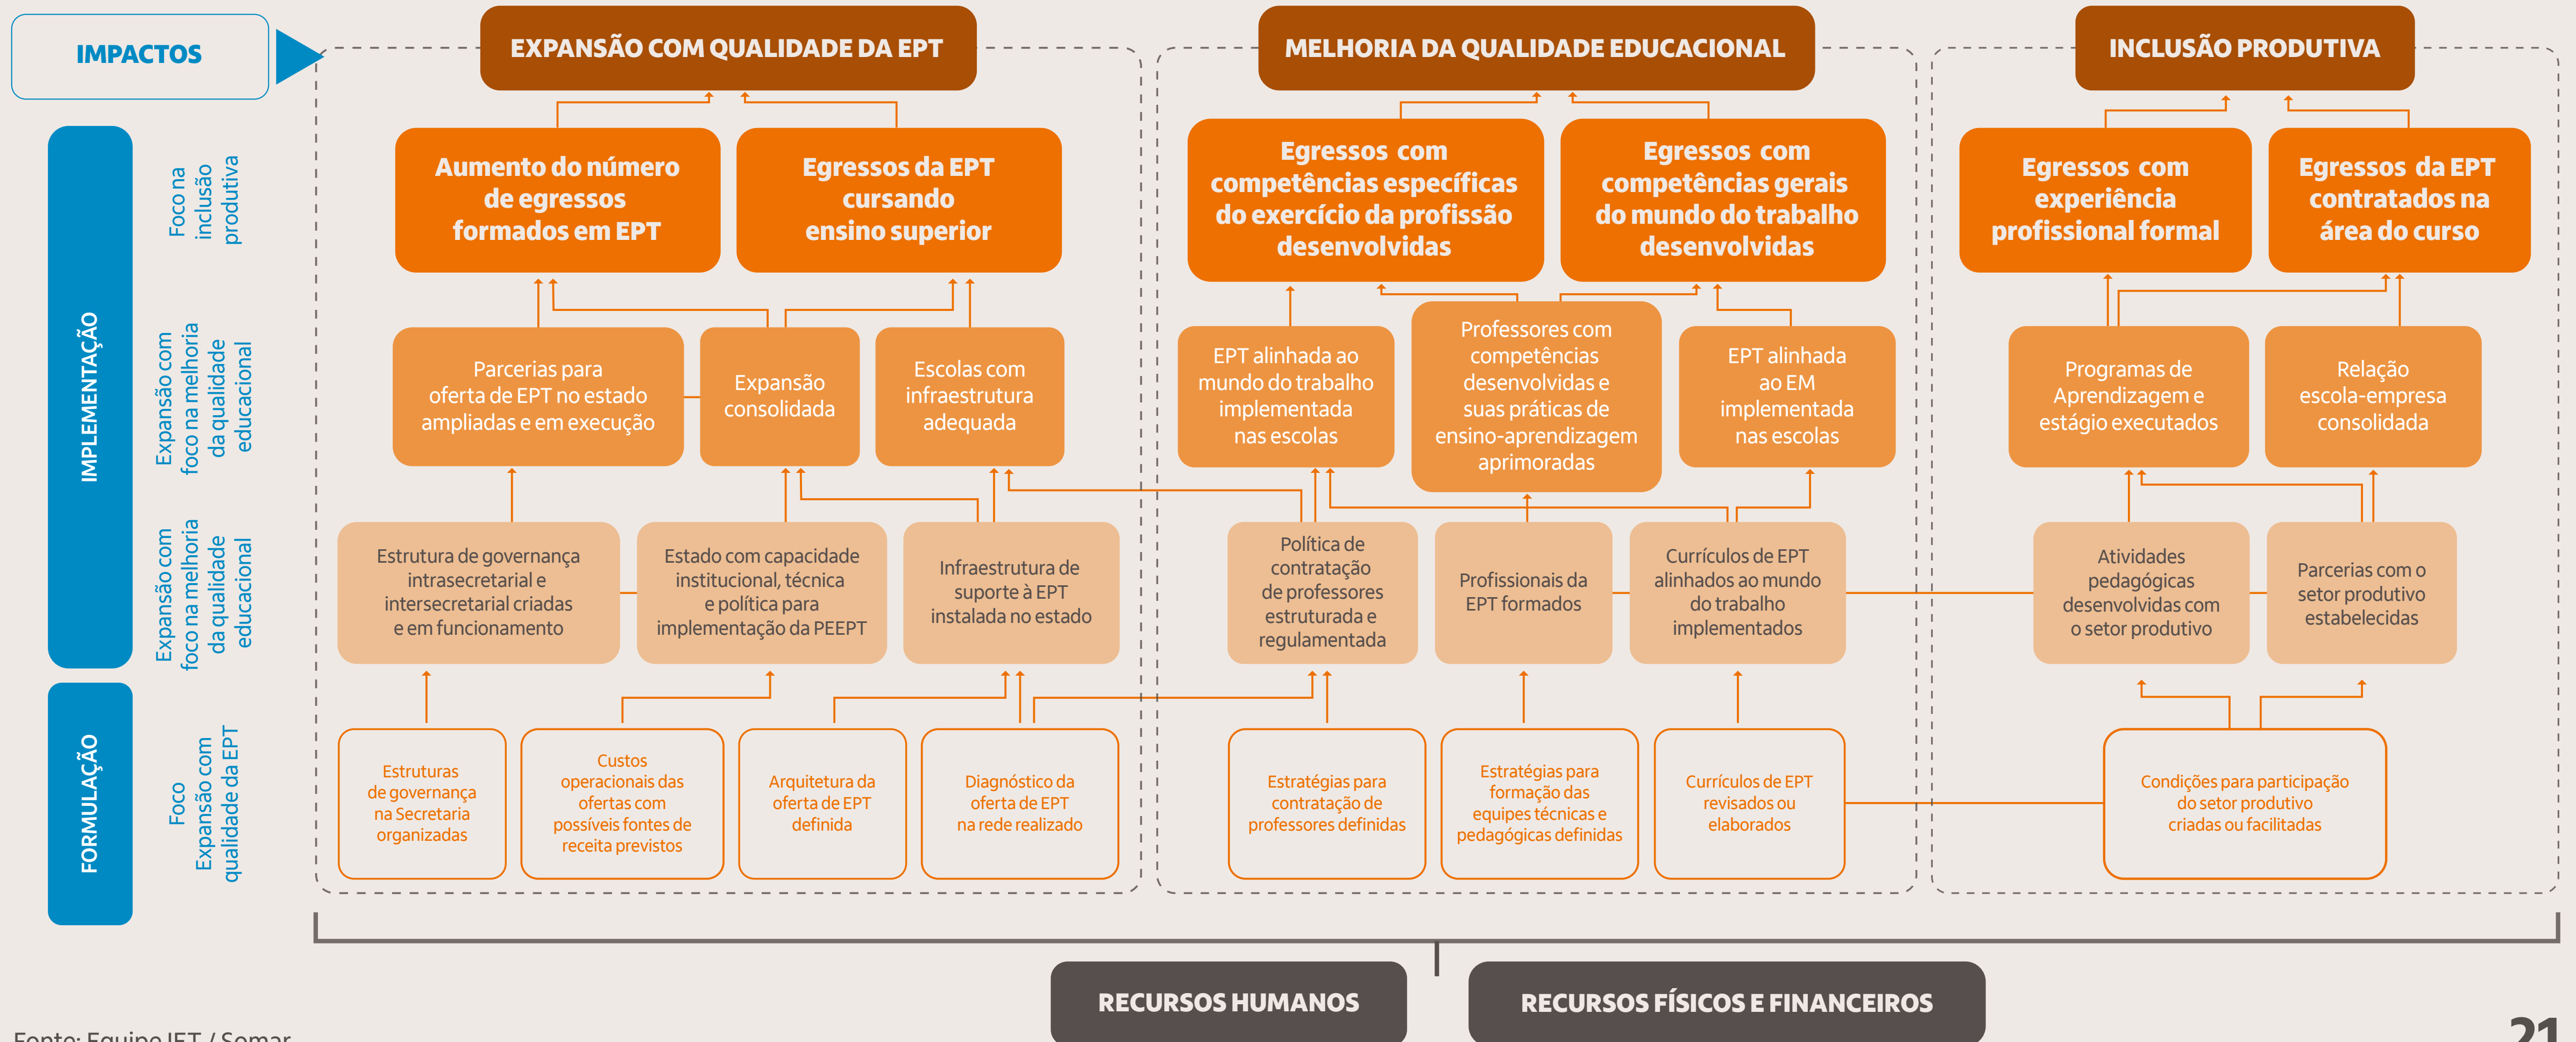 IMPACTOS
EXPANSÃO COM QUALIDADE DA EPT
MELHORIA DA QUALIDADE EDUCACIONAL
INCLUSÃO PRODUTIVA
IMPLEMENTAÇÃO
Foco na
inclusão
produtiva
Aumento do número
de egressos
formados em EPT
Egressos da EPT
cursando
ensino superior
Egressos com
competências específicas
do exercício da profissão
desenvolvidas
Egressos com
competências gerais
do mundo do trabalho
desenvolvidas
Egressos com
experiência
profissional formal
Egressos da EPT
contratados na
área do curso
Expansão com
foco na melhoria
da qualidade
educacional
Parcerias para
oferta de EPT no estado
ampliadas e em execução
Expansão
consolidada
Escolas com
infraestrutura
adequada
EPT alinhada ao
mundo do trabalho
implementada
nas escolas
Professores com
competências
desenvolvidas e
suas práticas de
ensino-aprendizagem
aprimoradas
EPT alinhada
ao EM
implementada
nas escolas
Programas de
Aprendizagem e
estágio executados
Relação
escola-empresa
consolidada
Expansão com
foco na melhoria
da qualidade
educacional
Estrutura de governança
intrasecretarial e
intersecretarial criadas
e em funcionamento
Estado com capacidade
institucional, técnica
e política para
implementação da PEEPT
Infraestrutura de
suporte à EPT
instalada no estado
Política de
contratação
de professores
estruturada e
regulamentada
Profissionais da
EPT formados
Currículos de EPT
alinhados ao mundo
do trabalho
implementados
Atividades
pedagógicas
desenvolvidas com
o setor produtivo
Parcerias com o
setor produtivo
estabelecidas
FORMULAÇÃO
Foco
Expansão com
qualidade da EPT
Estruturas
de governança
na Secretaria
organizadas
Custos
operacionais das
ofertas com
possíveis fontes de
receita previstos
Arquitetura da
oferta de EPT
definida
Diagnóstico da
oferta de EPT
na rede realizado
Estratégias para
contratação de
professores definidas
Estratégias para
formação das
equipes técnicas e
pedagógicas definidas
Currículos de EPT
revisados ou
elaborados
Condições para participação
do setor produtivo
criadas ou facilitadas
RECURSOS HUMANOS
RECURSOS FÍSICOS E FINANCEIROS
Fonte: Equipe IET / Somar
21